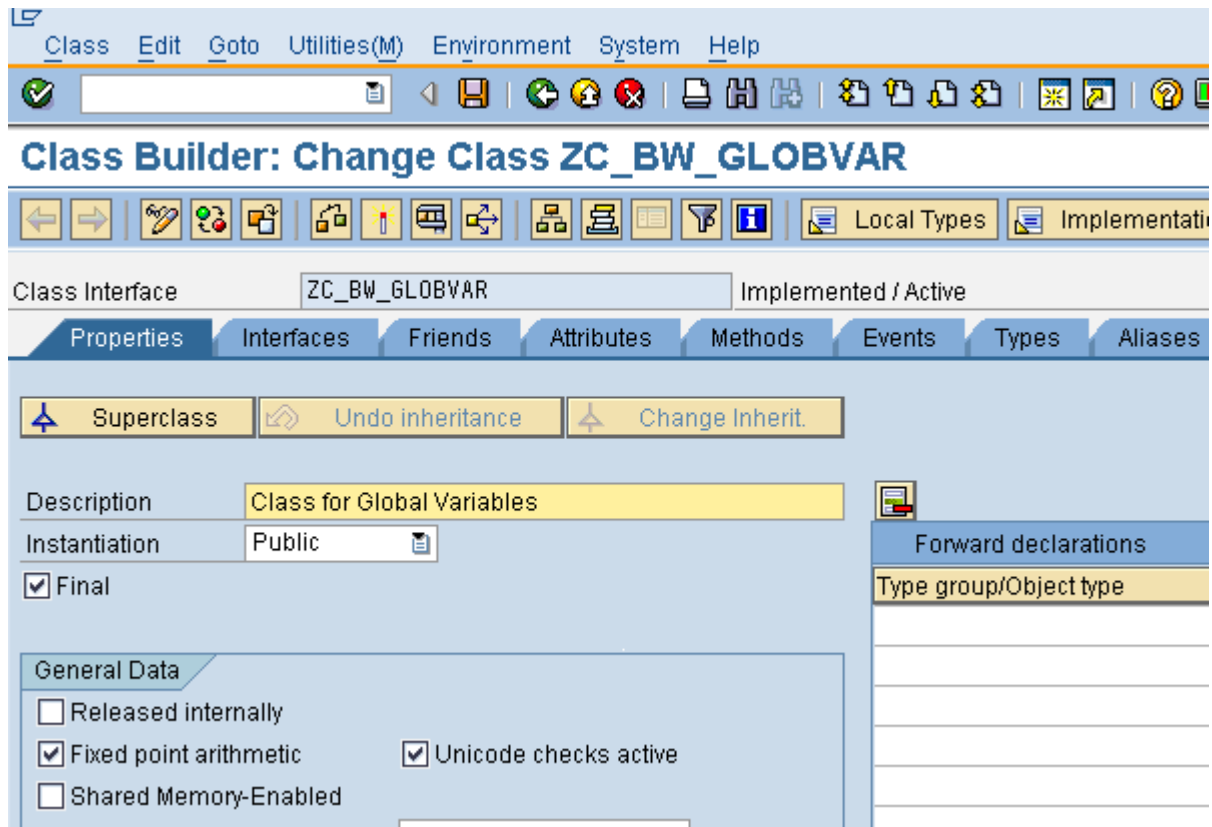 Class Edit Goto Utilities(M) Environment System Help
Class Builder: Change Class ZC_BW_GLOBVAR
Local Types Implementati
Class Interface ZC_BW_GLOBVAR Implemented / Active
Properties Interfaces Friends Attributes Methods Events Types Aliases
Superclass Undo inheritance Change Inherit.
Description Class for Global Variables
Instantiation Public Forward declarations
Final Type group/Object type
General Data
Released internally
Fixed point arithmetic Unicode checks active
Shared Memory-Enabled